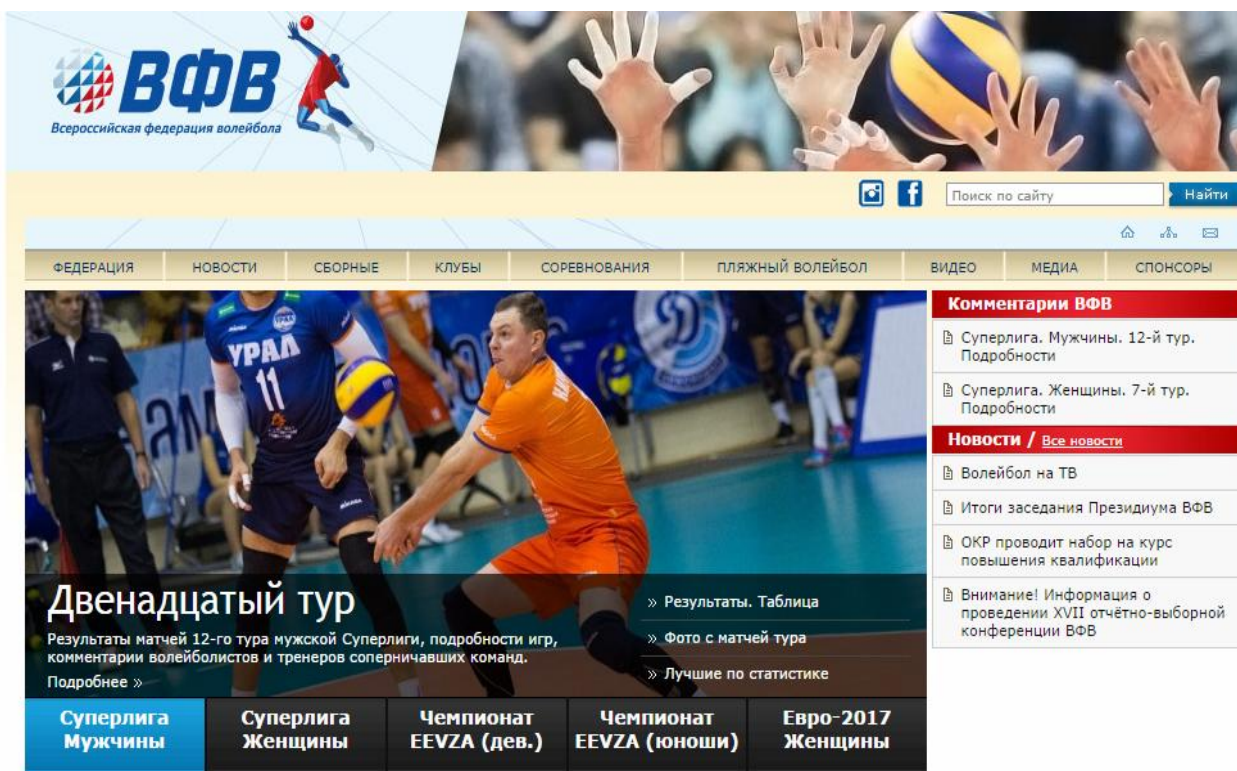 ВФВ
Всероссийская федерация волейбола
Поиск по сайту
Найти
ФЕДЕРАЦИЯ НОВОСТИ СБОРНЫЕ КЛУБЫ СОРЕВНОВАНИЯ ПЛЯЖНЫЙ ВОЛЕЙБОЛ ВИДЕО МЕДИА СПОНСОРЫ
УРАЛ
11
Двенадцатый тур
Результаты матчей 12-го тура мужской Суперлиги, подробности игр,
комментарии волейболистов и тренеров соперничавших команд.
Подробнее »
» Результаты. Таблица
» Фото с матчей тура
» Лучшие по статистике
Суперлига
Мужчины
Суперлига
Женщины
Чемпионат
EEVZA (дев.)
Чемпионат
EEVZA (юноши)
Евро-2017
Женщины
Комментарии ВФВ
Суперлига. Мужчины. 12-й тур.
Подробности
Суперлига. Женщины. 7-й тур.
Подробности
Новости / Все новости
Волейбол на ТВ
Итоги заседания Президиума ВФВ
ОКР проводит набор на курс
повышения квалификации
Внимание! Информация о
проведении XVII отчётно-выборной
конференции ВФВ